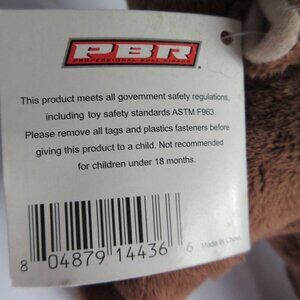 PBR
PROFESSIONAL BULL RIDERS
This product meets all government safety regulations,
including toy safety standards ASTM F963.
Please remove all tags and plastics fasteners before
giving this product to a child. Not recommended
for children under 18 months.
8 04879 14436 6
Made in China